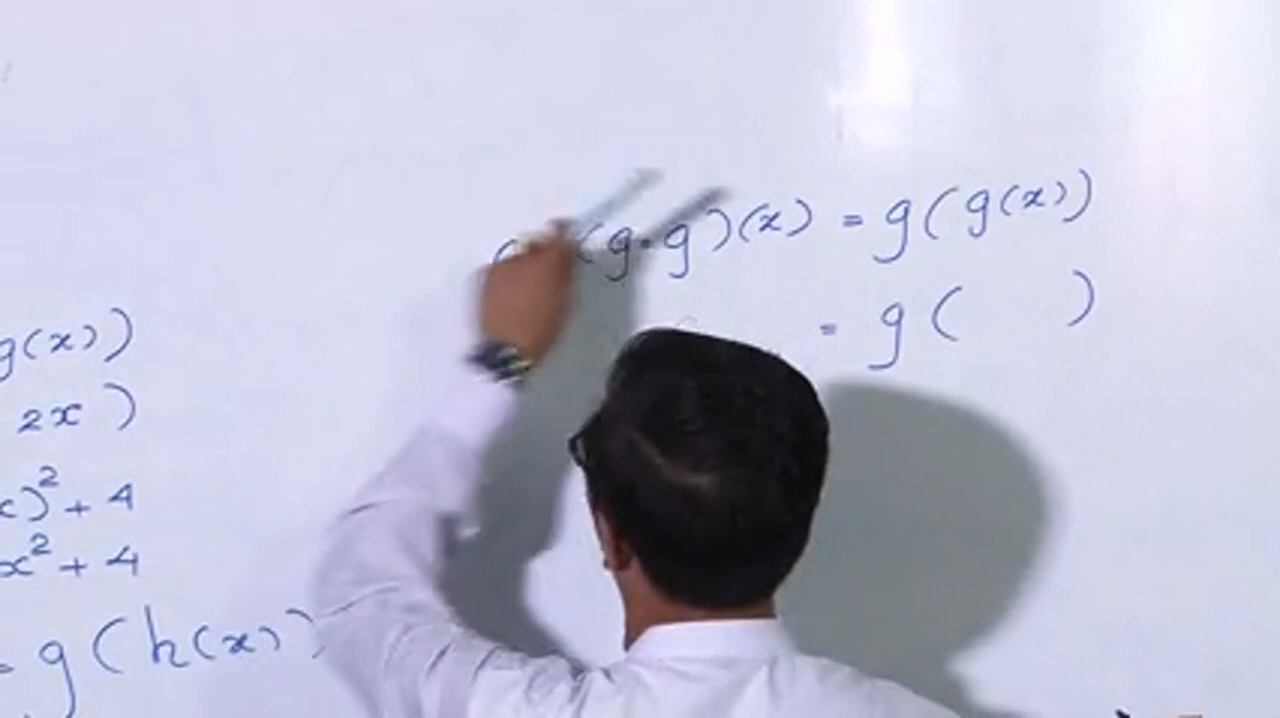 g(x))
2x )
x)² + 4
x² + 4
= g ( h(x))
(g∘g)(x) = g( g(x))
= g ( )